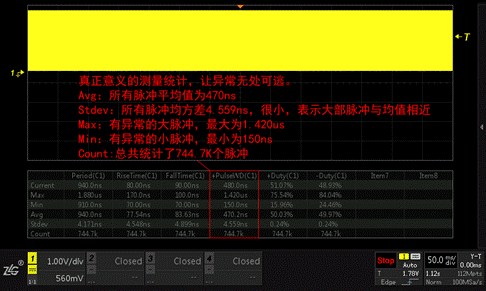 T
1
真正意义的测量统计，让异常无处可遁。
Avg: 所有脉冲平均值为470ns
Stdev: 所有脉冲均方差4.559ns，很小，表示大部脉冲与均值相近
Max: 有异常的大脉冲，最大为1.420us
Min: 有异常的小脉冲，最小为150ns
Count:总共统计了744.7K个脉冲
Period(C1) RiseTime(C1) FallTime(C1) +PulseWD(C1) +Duty(C1) -Duty(C1) Item7 Item8
Current 940.0ns 80.00ns 90.00ns 480.0ns 51.07% 48.93%
Max 1.880us 170.0ns 100.0ns 1.420us 75.54% 84.04%
Min 910.0ns 70.00ns 70.00ns 150.0ns 15.96% 24.46%
Avg 940.0ns 77.54ns 83.63ns 470.2ns 50.03% 49.97%
Stdev 4.171ns 4.546ns 4.899ns 4.559ns 0.24% 0.24%
Count 744.7k 744.7k 744.7k 744.7k 744.7k 744.7k
ZLG
1 1.00V/div 560mV 1:1
2 Closed
3 Closed
4 Closed
Stop Auto
T 1.78V
Edge
50.0 ns/div Y-T
0.00ns
1.12s 112Mpts
Norm 100MSa/s